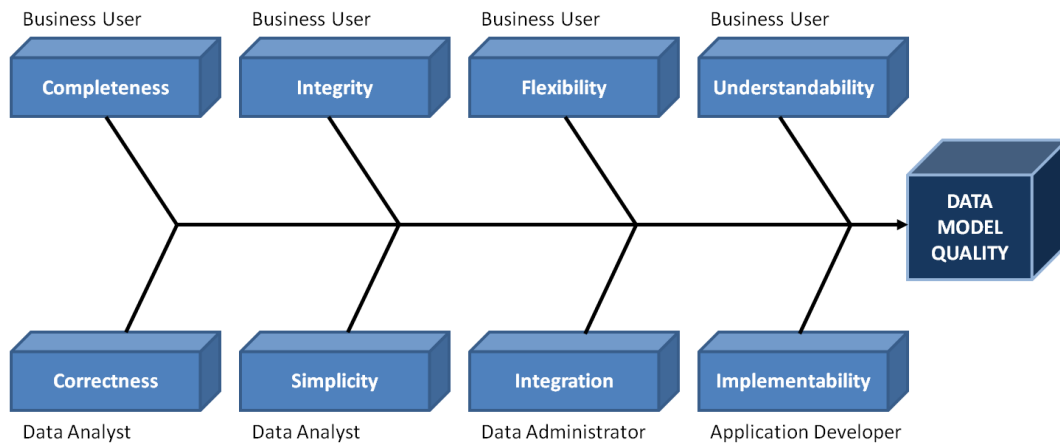 Business User
Business User
Business User
Business User
Completeness
Integrity
Flexibility
Understandability
DATA
MODEL
QUALITY
Correctness
Simplicity
Integration
Implementability
Data Analyst
Data Analyst
Data Administrator
Application Developer